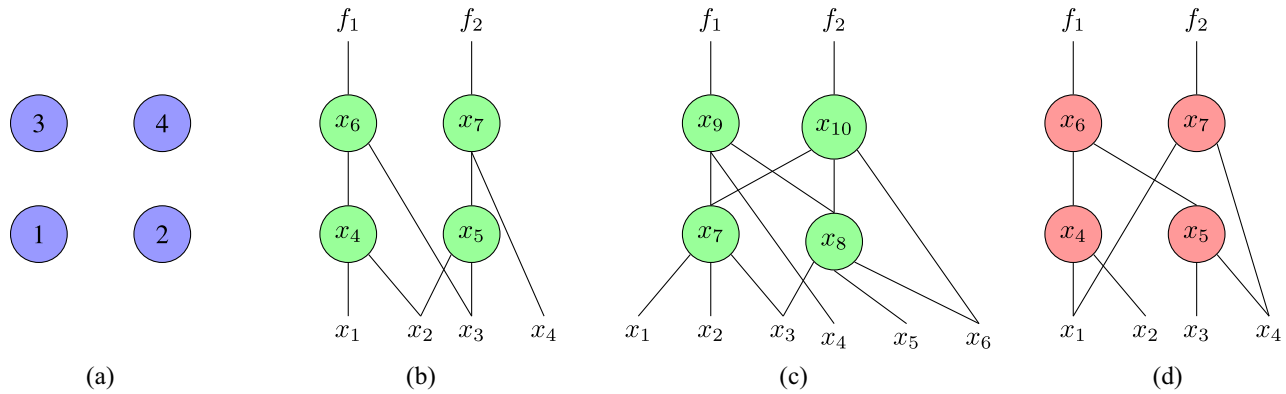 f₁ f₂ f₁ f₂ f₁ f₂
3 4 x₆ x₇ x₉ x₁₀ x₆ x₇
1 2 x₄ x₅ x₇ x₈ x₄ x₅
x₁ x₂ x₃ x₄ x₁ x₂ x₃ x₄ x₅ x₆ x₁ x₂ x₃ x₄
(a) (b) (c) (d)